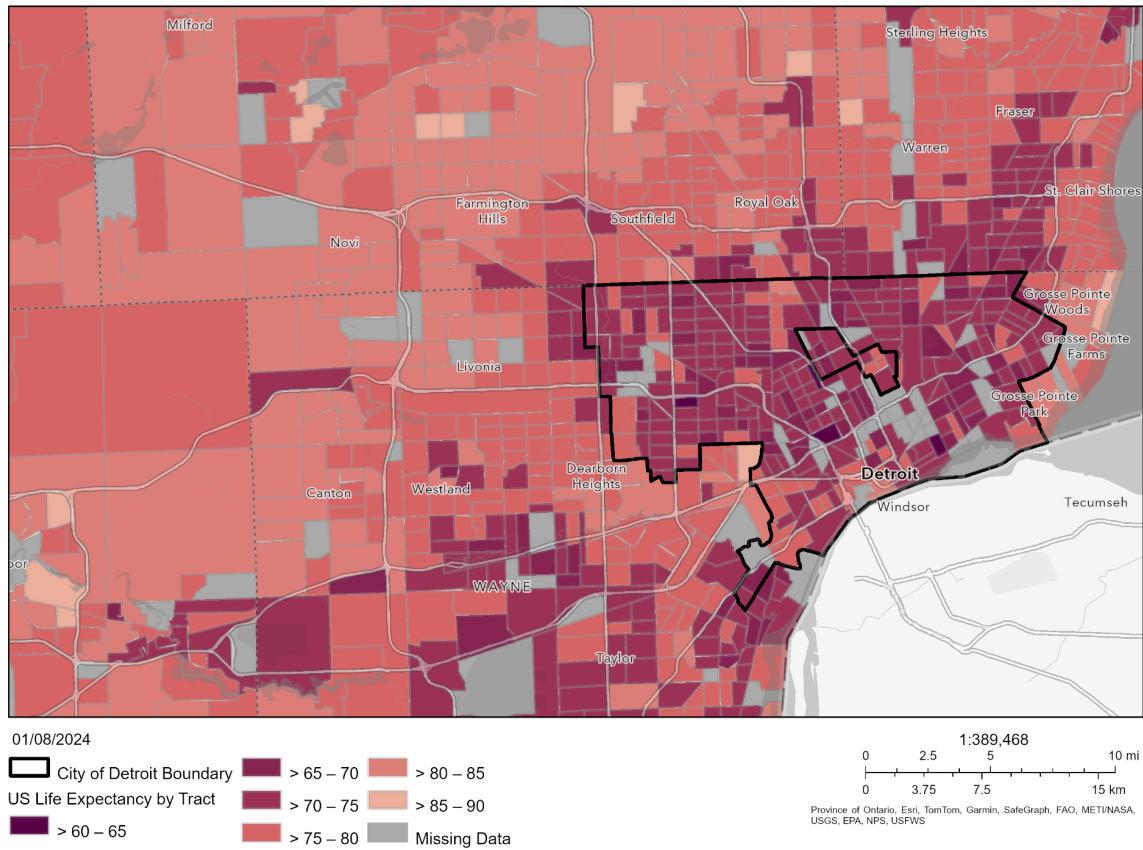 Milford
Sterling Heights
Fraser
Warren
St. Clair Shores
Farmington
Hills
Southfield
Royal Oak
Novi
Grosse Pointe
Woods
Grosse Pointe
Farms
Livonia
Grosse Pointe
Park
Dearborn
Heights
Detroit
Canton
Westland
Windsor
Tecumseh
oor
WAYNE
Taylor
01/08/2024
City of Detroit Boundary
US Life Expectancy by Tract
> 60 – 65
> 65 – 70
> 70 – 75
> 75 – 80
> 80 – 85
> 85 – 90
Missing Data
1:389,468
0 2.5 5 10 mi
0 3.75 7.5 15 km
Province of Ontario, Esri, TomTom, Garmin, SafeGraph, FAO, METI/NASA,
USGS, EPA, NPS, USFWS